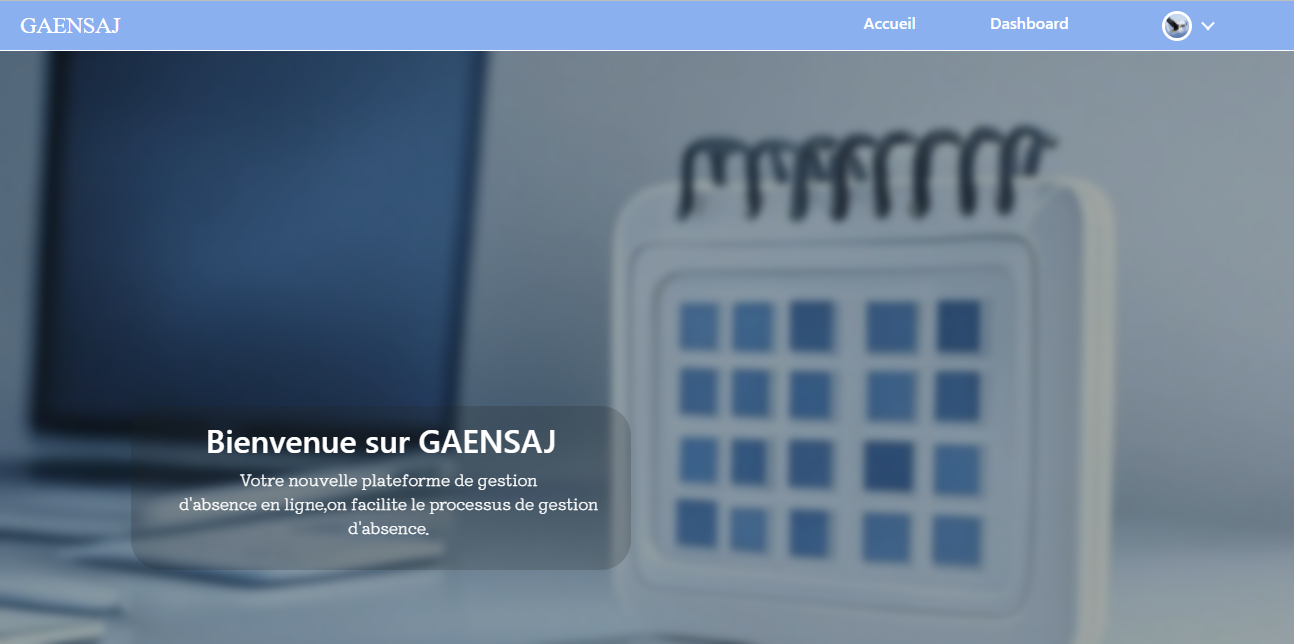 GAENSAJ
Accueil
Dashboard
Bienvenue sur GAENSAJ
Votre nouvelle plateforme de gestion
d'absence en ligne,on facilite le processus de gestion
d'absence.